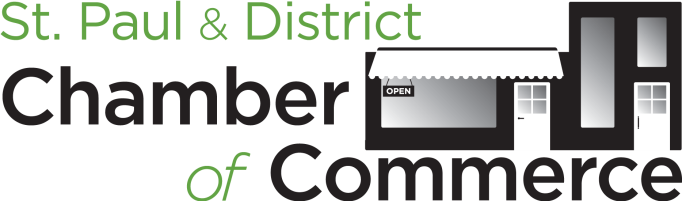 St. Paul & District
Chamber
OPEN
of Commerce